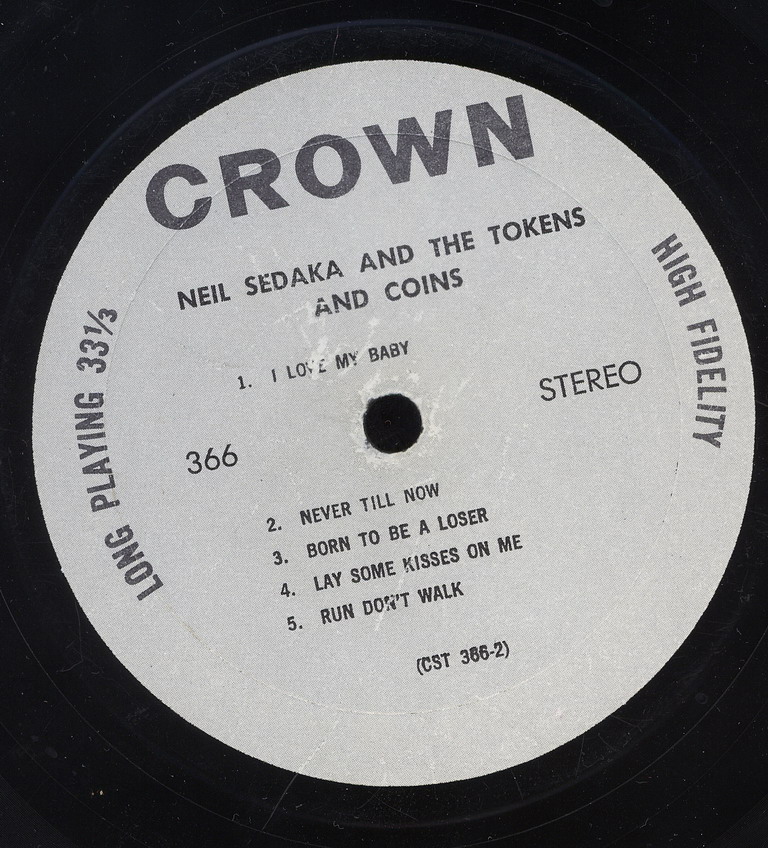 CROWN
NEIL SEDAKA AND THE TOKENS
AND COINS
1. I LOVE MY BABY
STEREO
366
LONG PLAYING 33⅓
HIGH FIDELITY
2. NEVER TILL NOW
3. BORN TO BE A LOSER
4. LAY SOME KISSES ON ME
5. RUN DON'T WALK
(CST 366-2)